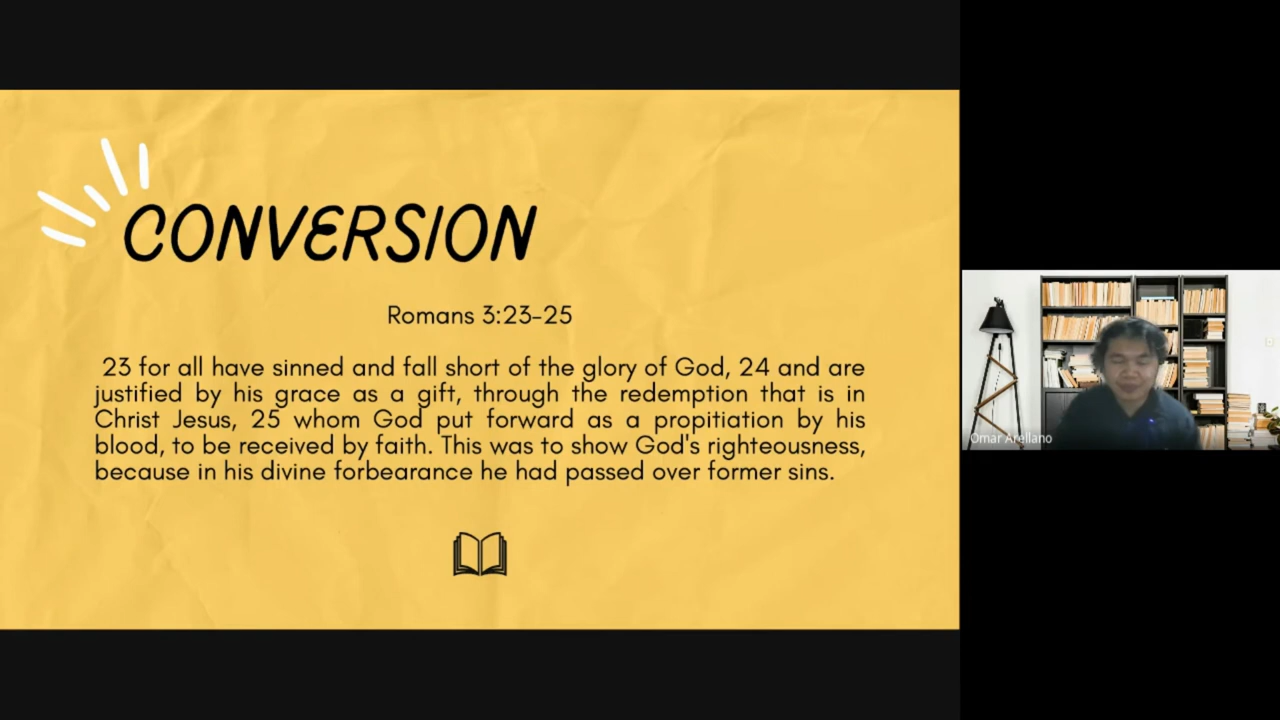 CONVERSION
Romans 3:23-25
23 for all have sinned and fall short of the glory of God, 24 and are
justified by his grace as a gift, through the redemption that is in
Christ Jesus, 25 whom God put forward as a propitiation by his
blood, to be received by faith. This was to show God's righteousness,
because in his divine forbearance he had passed over former sins.
Omar Arellano